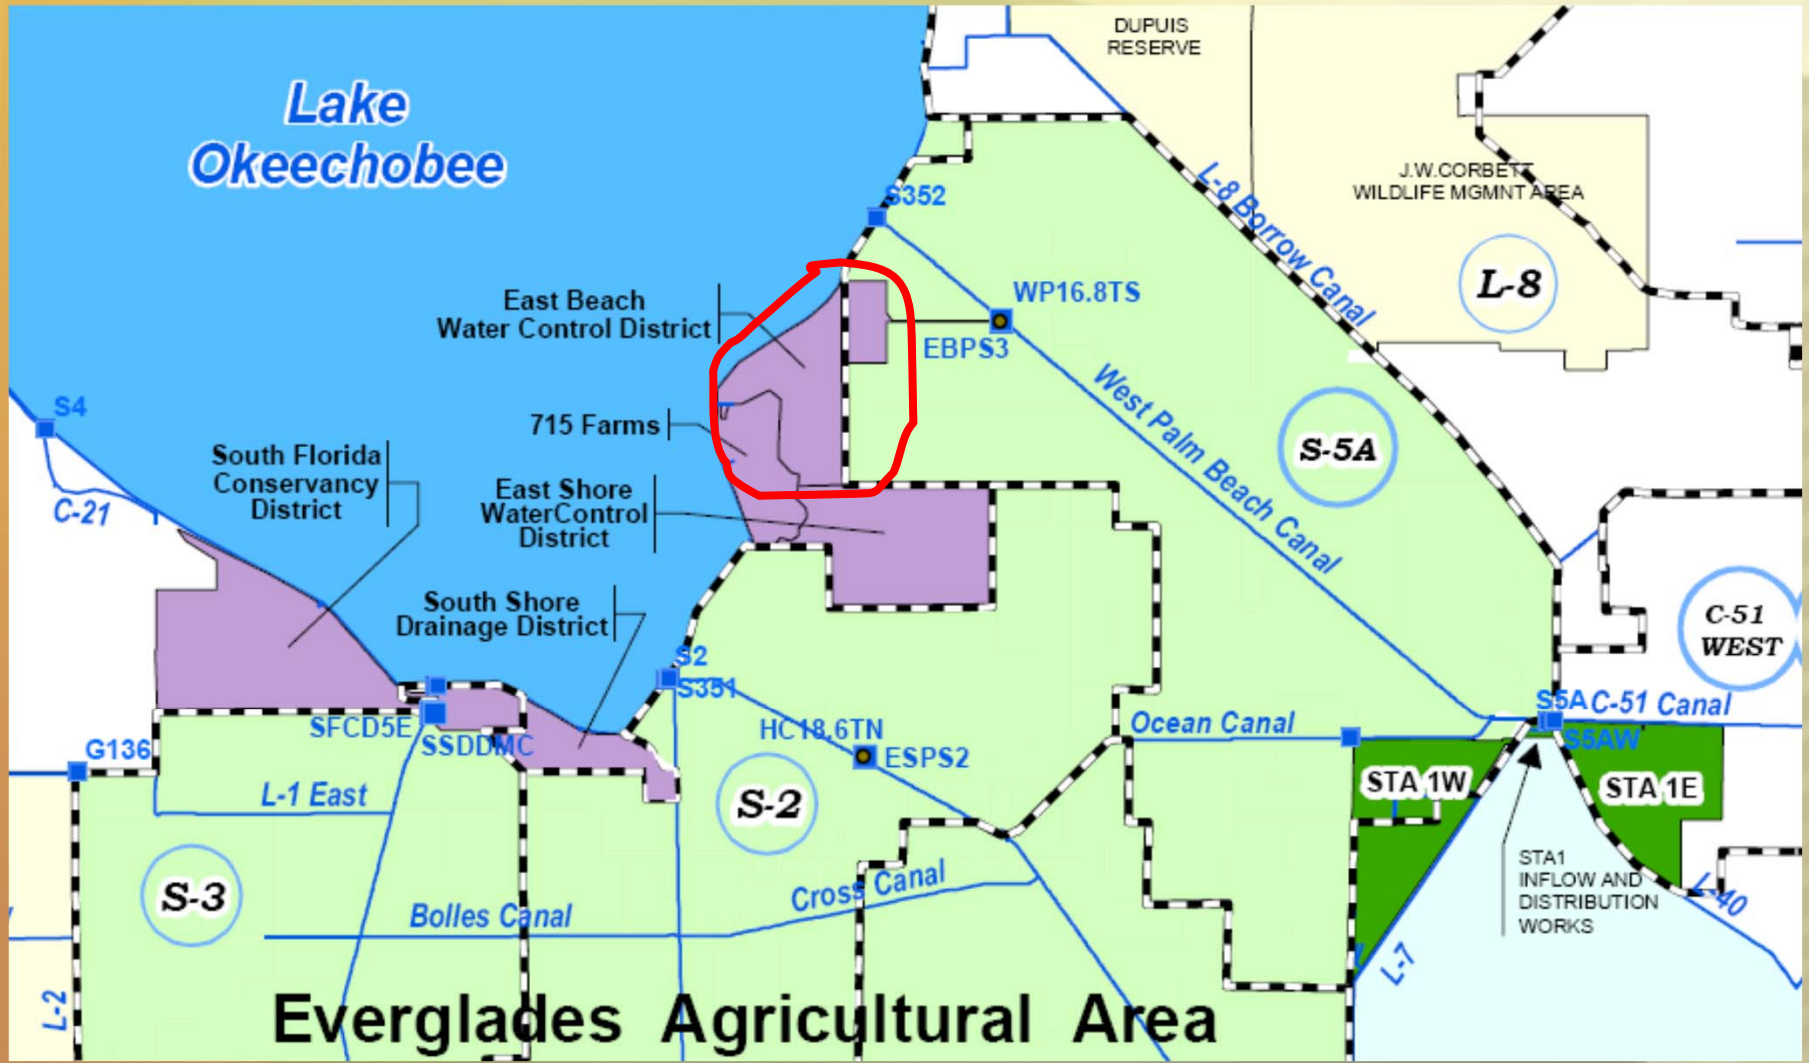 DUPUIS
RESERVE
Lake
Okeechobee
J.W.CORBETT
WILDLIFE MGMNT AREA
S352
L-8 Borrow Canal
L-8
East Beach
Water Control District
WP16.8TS
EBPS3
S4
C-21
715 Farms
West Palm Beach Canal
S-5A
South Florida
Conservancy
District
East Shore
WaterControl
District
South Shore
Drainage District
C-51
WEST
S2
S351
S5A
C-51 Canal
S5AW
Ocean Canal
SFCD5E
SSDDMC
HC18.6TN
ESPS2
G136
L-1 East
S-2
STA 1W
STA 1E
S-3
Cross Canal
Bolles Canal
STA1
INFLOW AND
DISTRIBUTION
WORKS
L-40
L-7
L-2
Everglades Agricultural Area